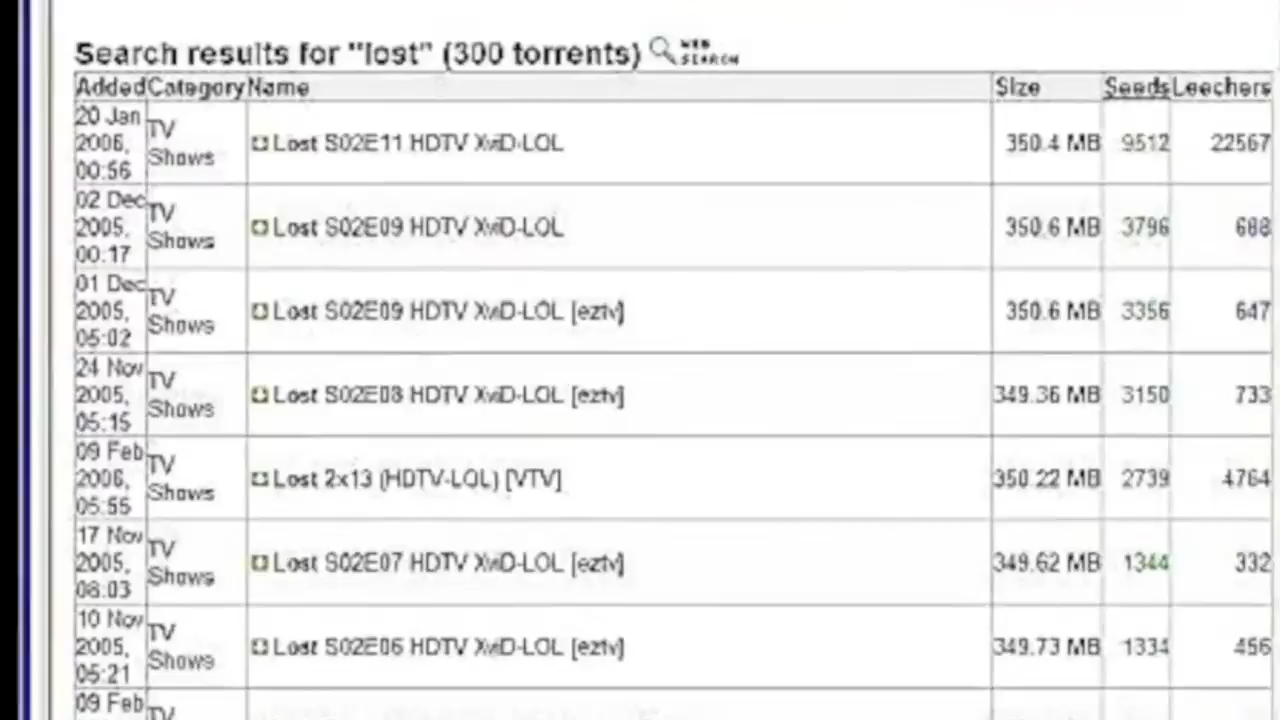 Search results for "lost" (300 torrents) WEB SEARCH
Added Category Name Size Seeds Leechers
20 Jan 2006, 00:56 TV Shows Lost S02E11 HDTV XviD-LOL 350.4 MB 9512 22567
02 Dec 2005, 00:17 TV Shows Lost S02E09 HDTV XviD-LOL 350.6 MB 3796 688
01 Dec 2005, 05:02 TV Shows Lost S02E09 HDTV XviD-LOL [eztv] 350.6 MB 3356 647
24 Nov 2005, 05:15 TV Shows Lost S02E08 HDTV XviD-LOL [eztv] 349.36 MB 3150 733
09 Feb 2006, 05:55 TV Shows Lost 2x13 (HDTV-LOL) [VTV] 350.22 MB 2739 4764
17 Nov 2005, 08:03 TV Shows Lost S02E07 HDTV XviD-LOL [eztv] 349.62 MB 1344 332
10 Nov 2005, 05:21 TV Shows Lost S02E06 HDTV XviD-LOL [eztv] 349.73 MB 1334 456
09 Feb TV